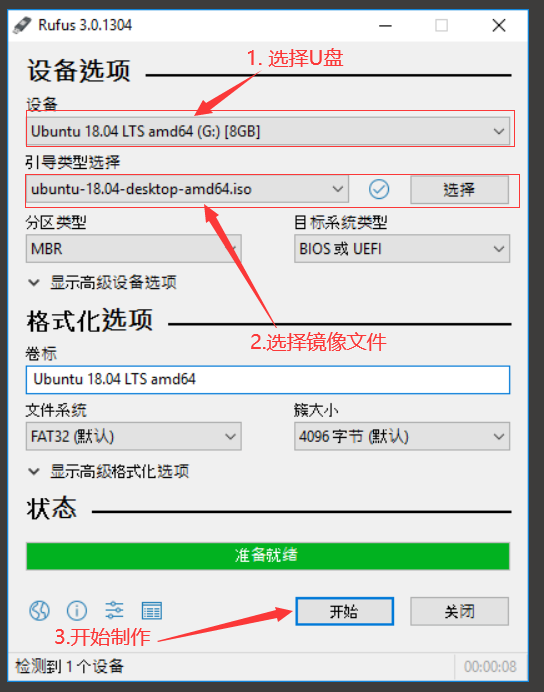 Rufus 3.0.1304
1. 选择U盘
设备选项
设备
Ubuntu 18.04 LTS amd64 (G:) [8GB]
引导类型选择
ubuntu-18.04-desktop-amd64.iso
选择
分区类型
目标系统类型
MBR
BIOS 或 UEFI
显示高级设备选项
格式化选项
2.选择镜像文件
卷标
Ubuntu 18.04 LTS amd64
文件系统
簇大小
FAT32 (默认)
4096 字节 (默认)
显示高级格式化选项
状态
准备就绪
开始
关闭
3.开始制作
检测到 1 个设备
00:00:08